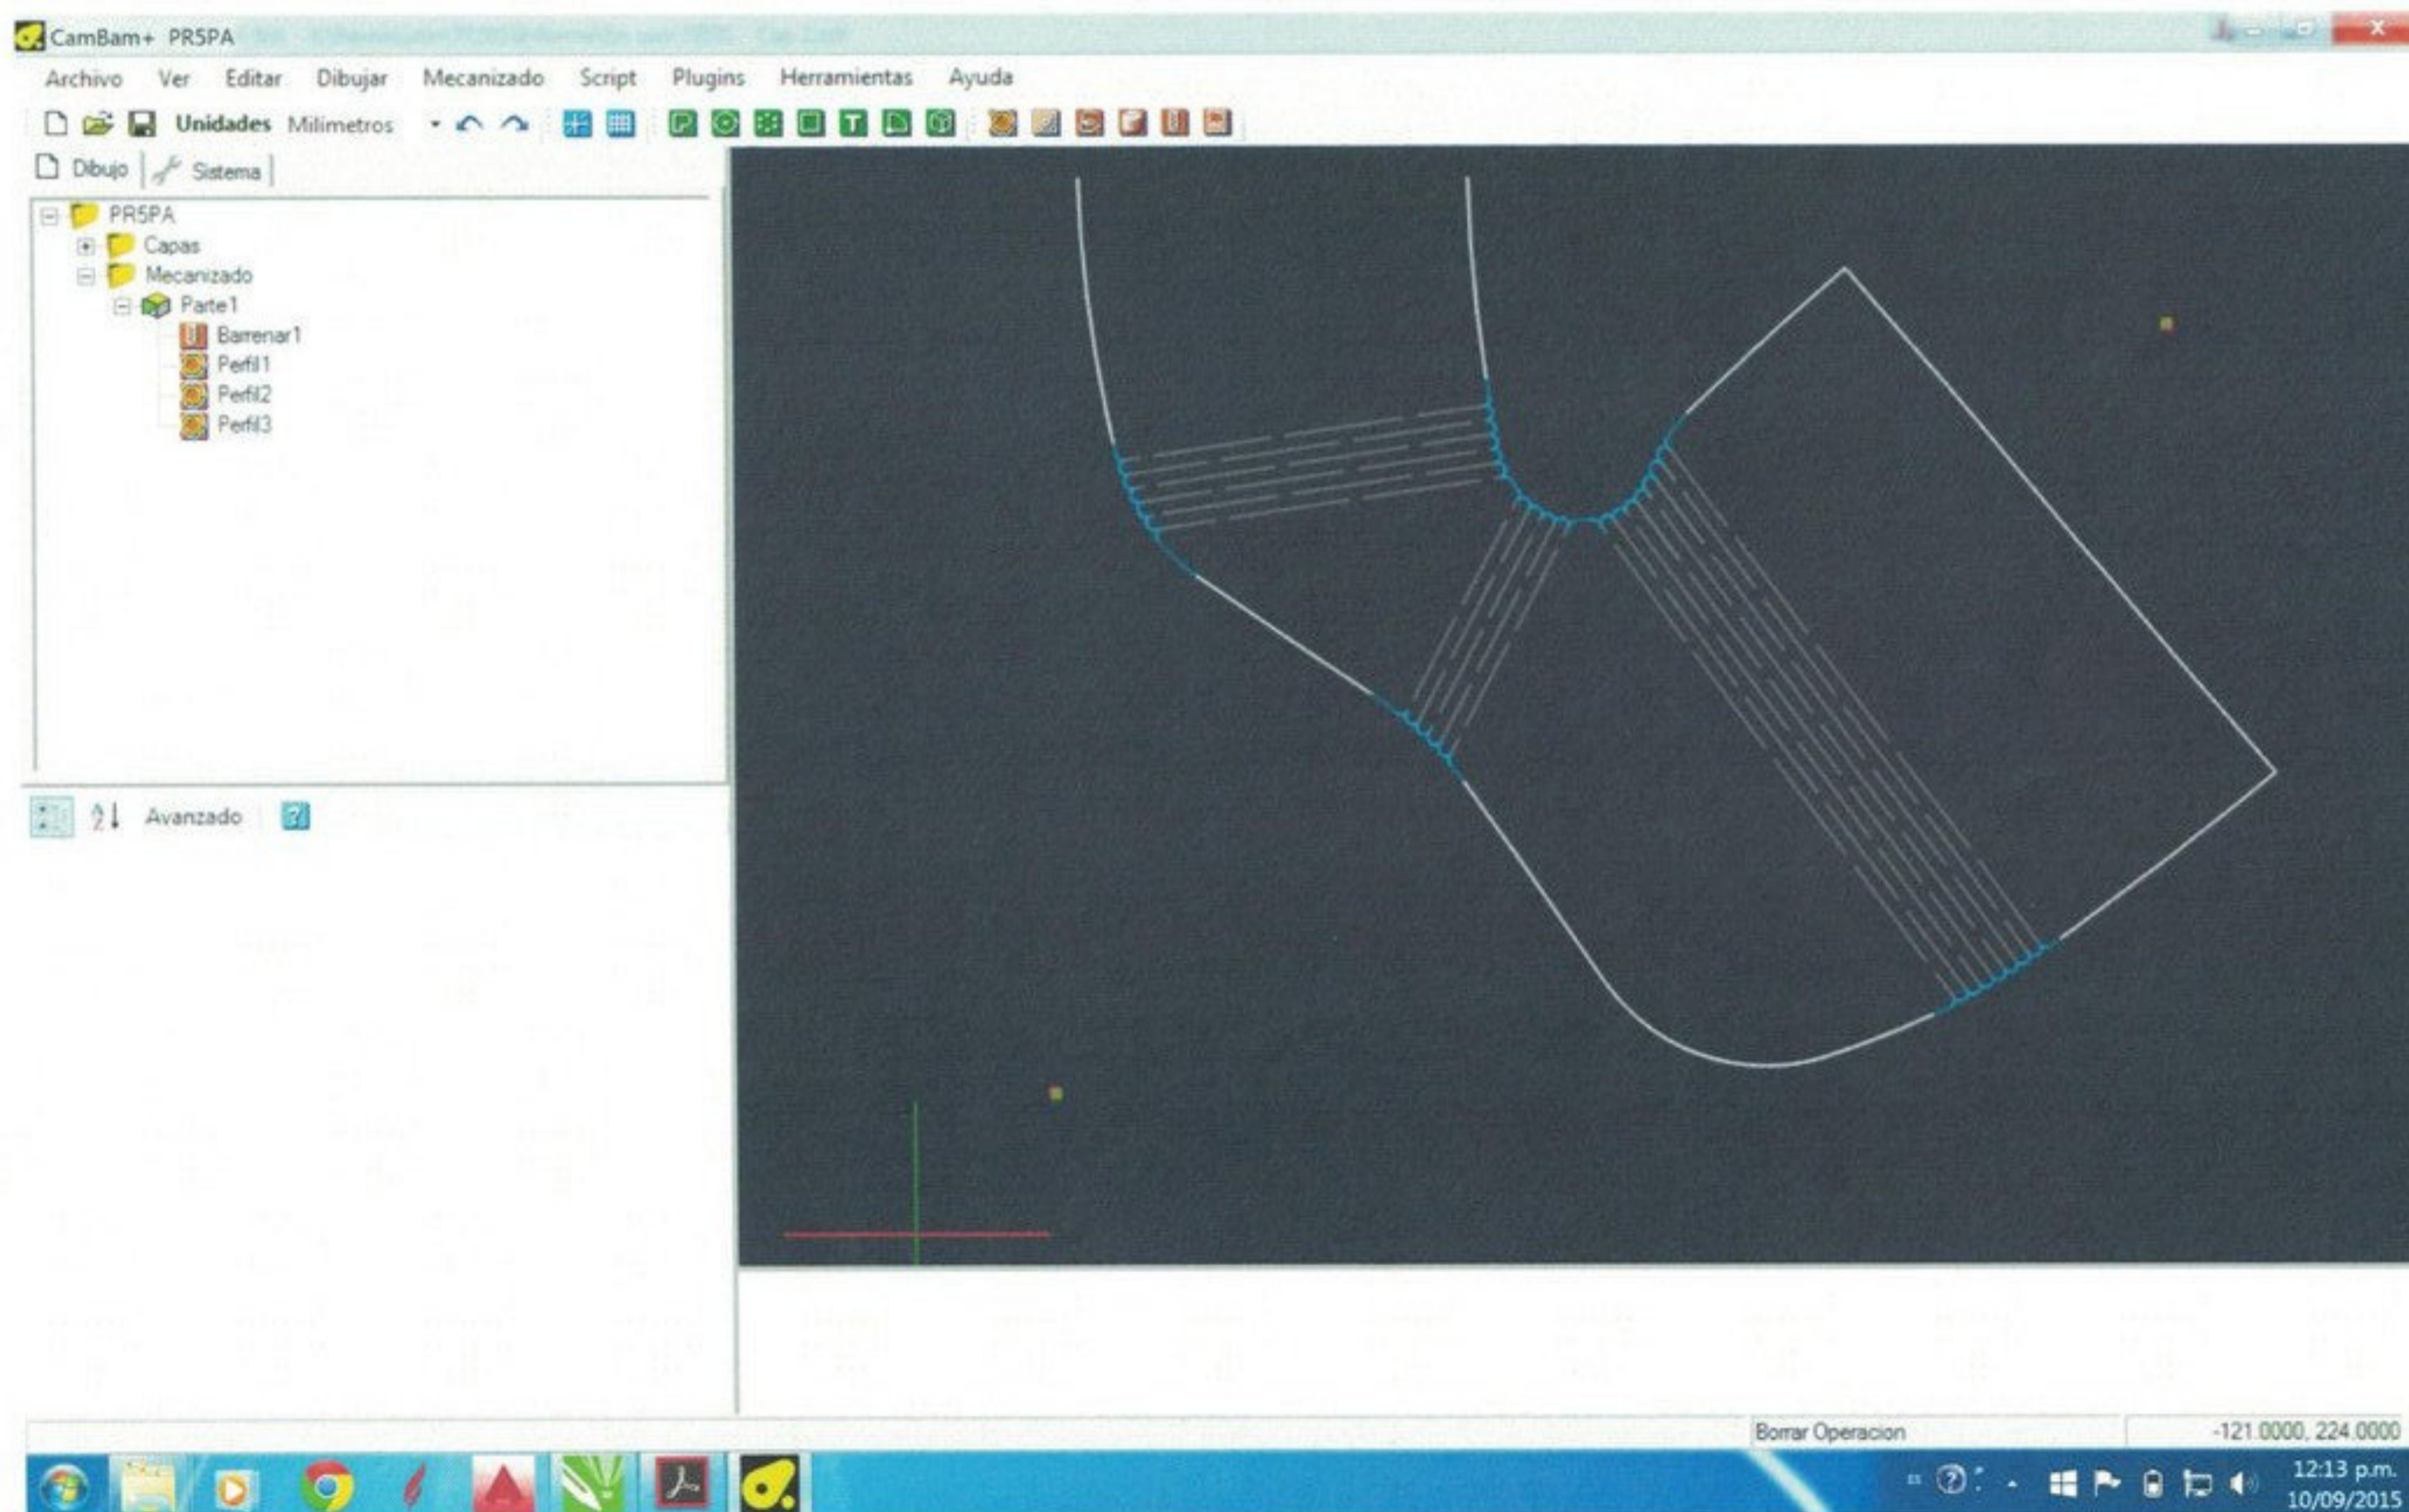 CamBam+ PR5PA
Archivo Ver Editar Dibujar Mecanizado Script Plugins Herramientas Ayuda
Unidades Milimetros
Dibujo Sistema
PR5PA
Capas
Mecanizado
Parte1
Barrenar1
Perfil1
Perfil2
Perfil3
Avanzado
Borrar Operacion -121.0000, 224.0000
ES 12:13 p.m.
10/09/2015